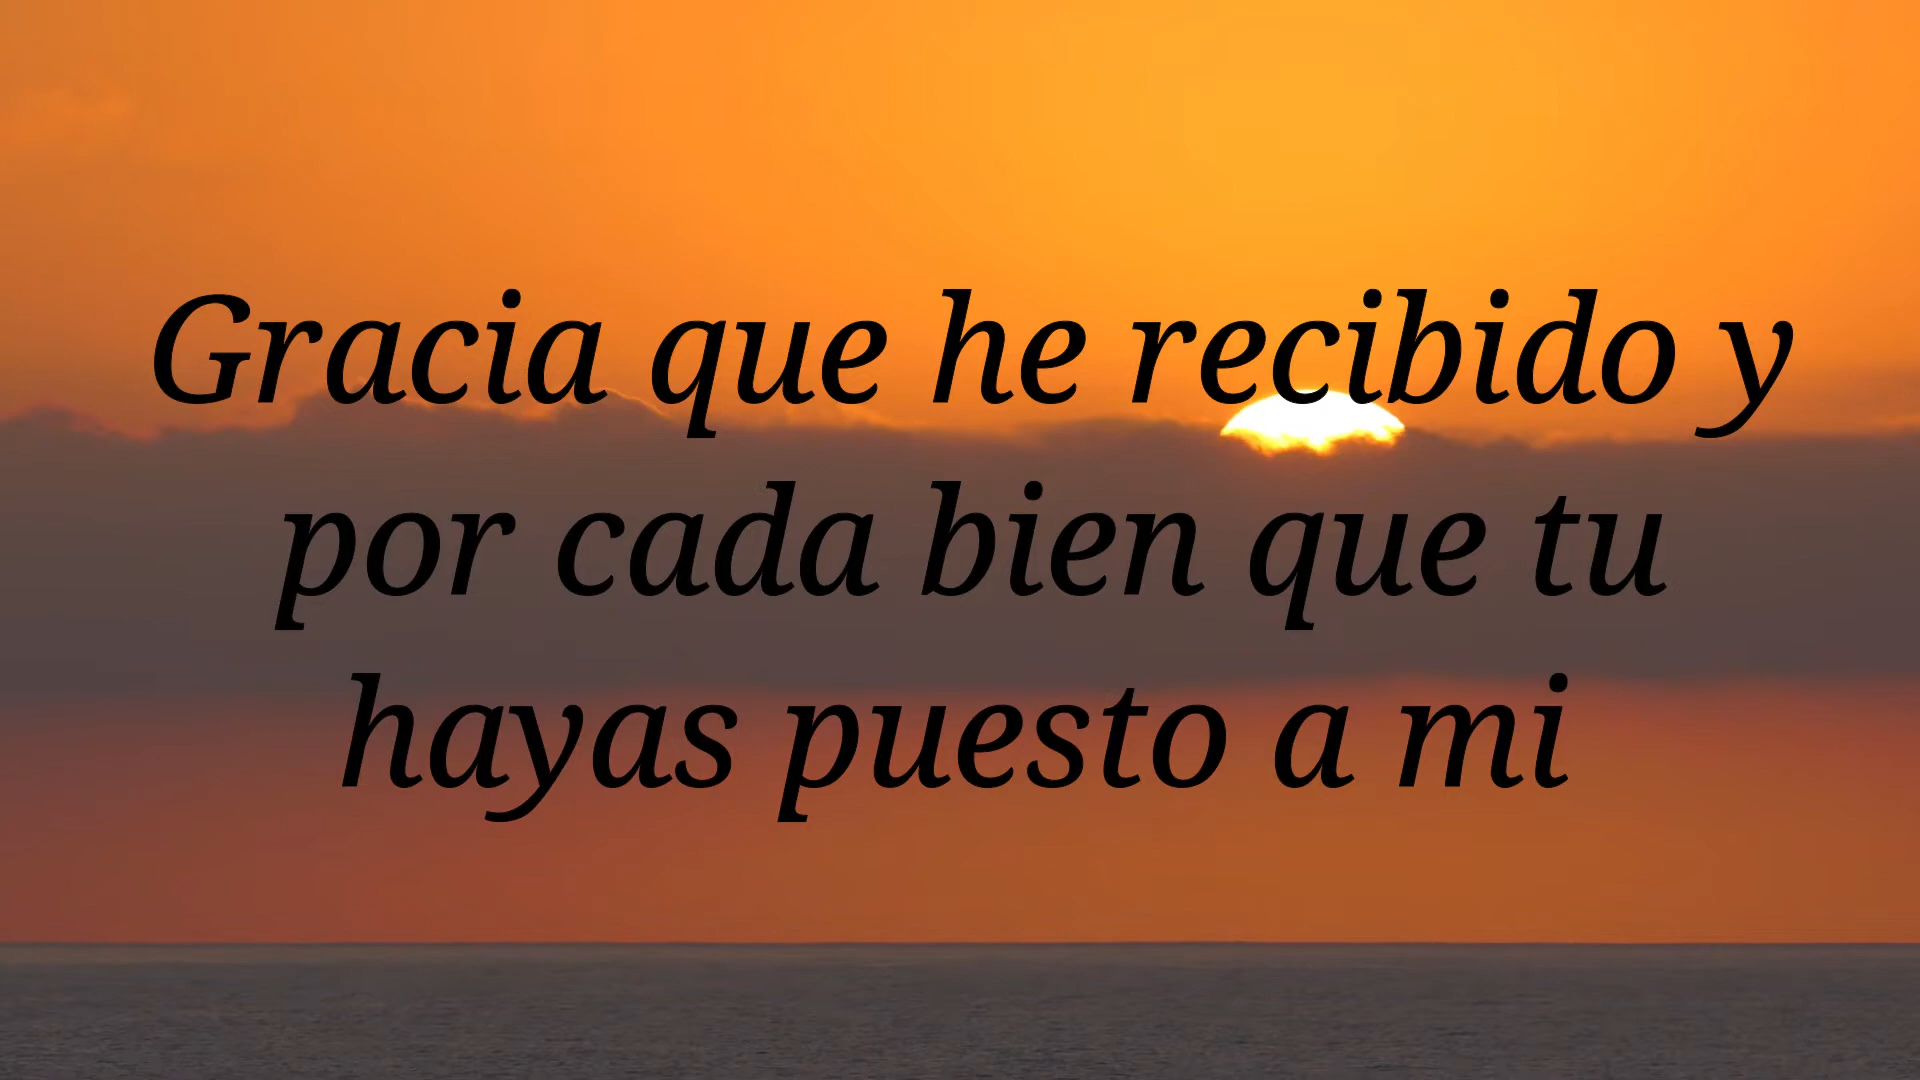 Gracia que he recibido y
por cada bien que tu
hayas puesto a mi